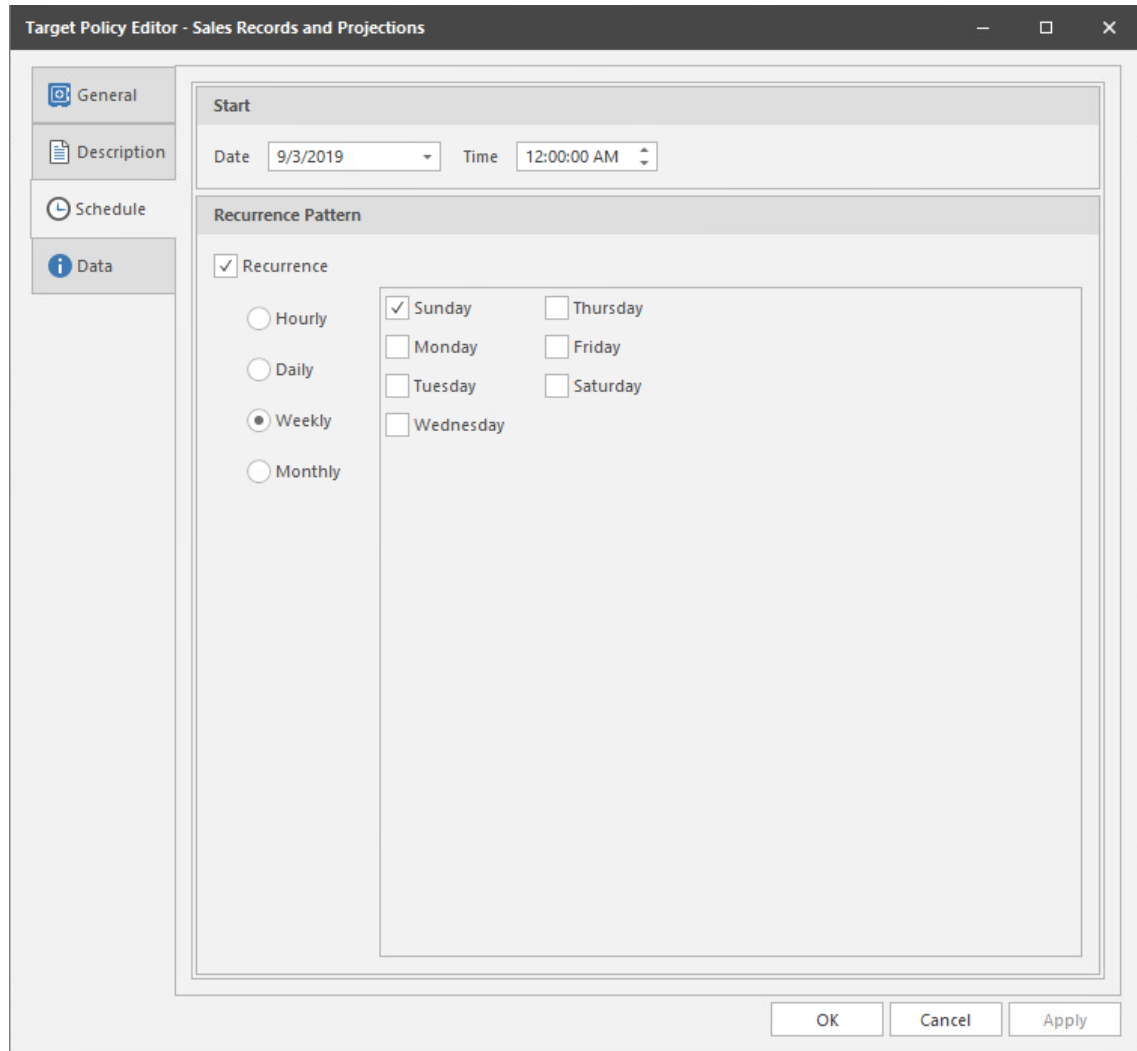 Target Policy Editor - Sales Records and Projections
General
Description
Schedule
Data
Start
Date 9/3/2019 Time 12:00:00 AM
Recurrence Pattern
Recurrence
Hourly
Daily
Weekly
Monthly
Sunday Thursday
Monday Friday
Tuesday Saturday
Wednesday
OK Cancel Apply